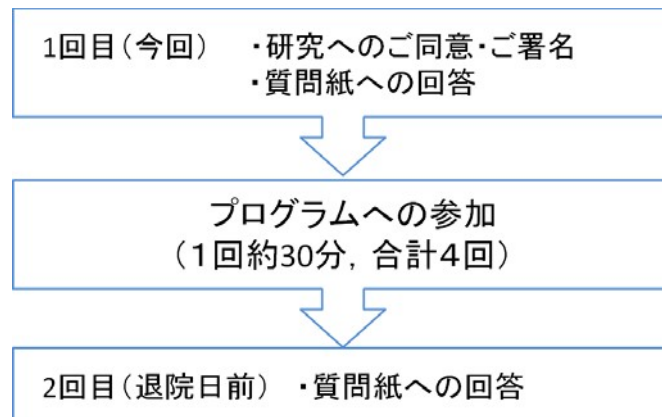 1回目(今回) ・研究へのご同意・ご署名
・質問紙への回答
プログラムへの参加
(1回約30分, 合計4回)
2回目(退院日前) ・質問紙への回答